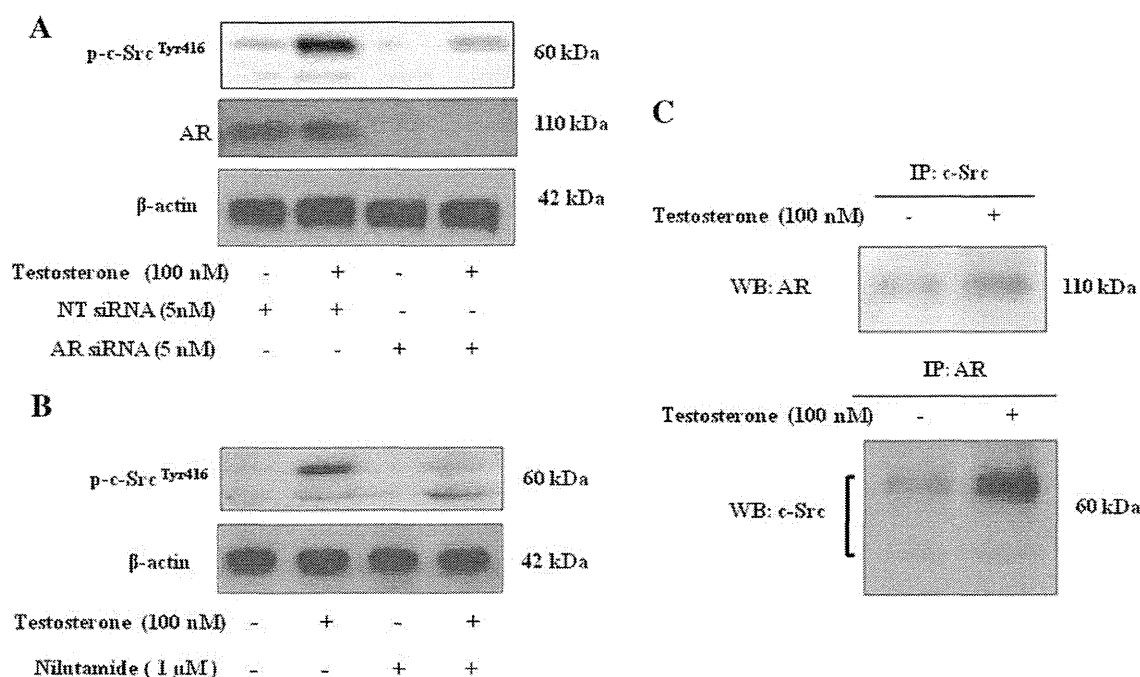 A
p-c-Src Tyr416
60 kDa
AR
110 kDa
β-actin
42 kDa
Testosterone (100 nM) - + - +
NT siRNA (5nM) + + - -
AR siRNA (5 nM) - - + +
B
p-c-Src Tyr416
60 kDa
β-actin
42 kDa
Testosterone (100 nM) - + - +
Nilutamide ( 1 µM ) - - + +
C
IP: c-Src
Testosterone (100 nM) - +
WB: AR
110 kDa
IP: AR
Testosterone (100 nM) - +
WB: c-Src
60 kDa